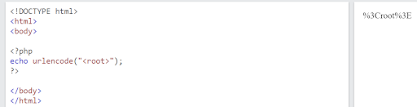 <!DOCTYPE html>
<html>
<body>
<?php
echo urlencode("<root>");
?>
</body>
</html>
%3Croot%3E